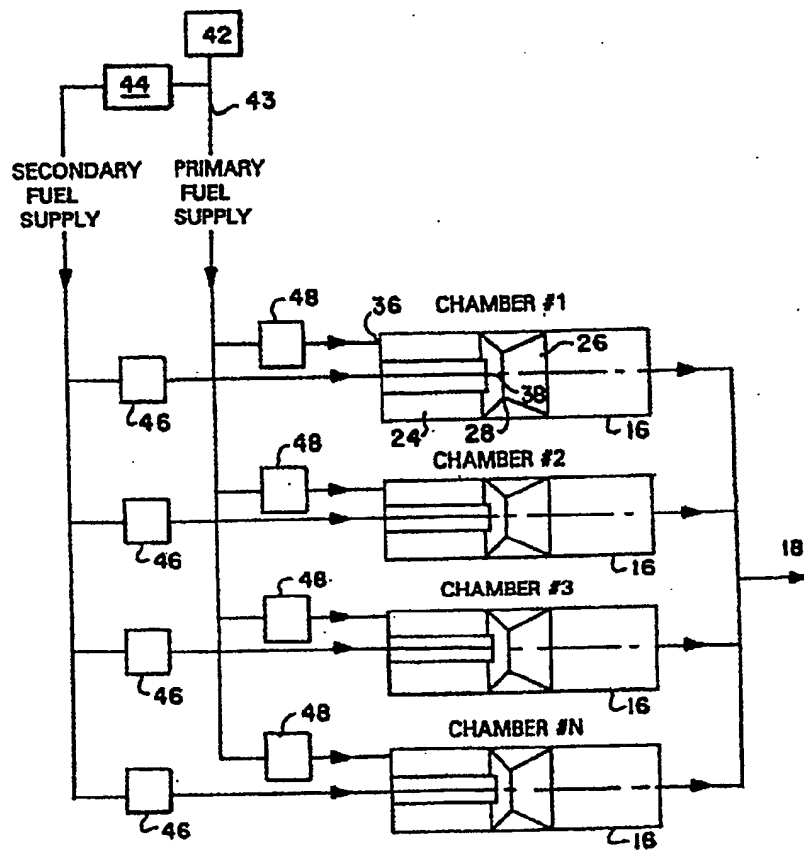 42
44
43
SECONDARY
FUEL
SUPPLY
PRIMARY
FUEL
SUPPLY
48
36
CHAMBER #1
26
38
46
24
28
16
48
CHAMBER #2
46
16
18
48
CHAMBER #3
46
16
48
CHAMBER #N
46
16